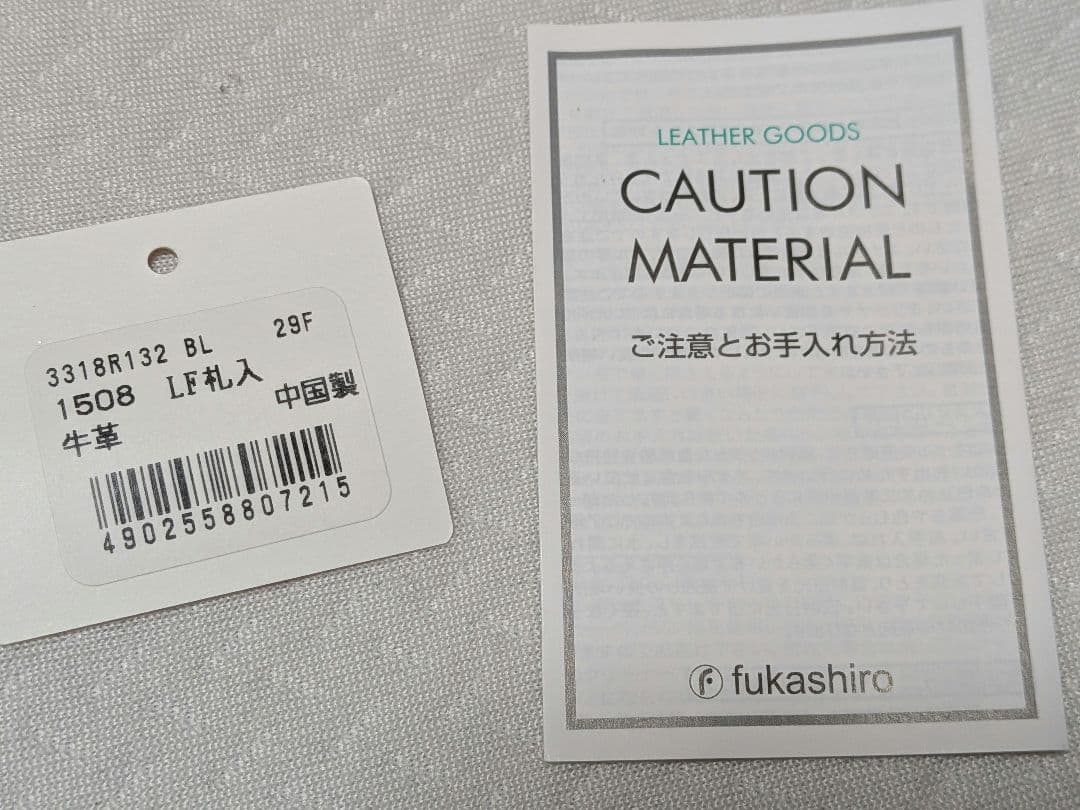 3318R132 BL 29F
1508 LF札入
牛革 中国製
4902558807215
LEATHER GOODS
CAUTION
MATERIAL
ご注意とお手入れ方法
fukashiro